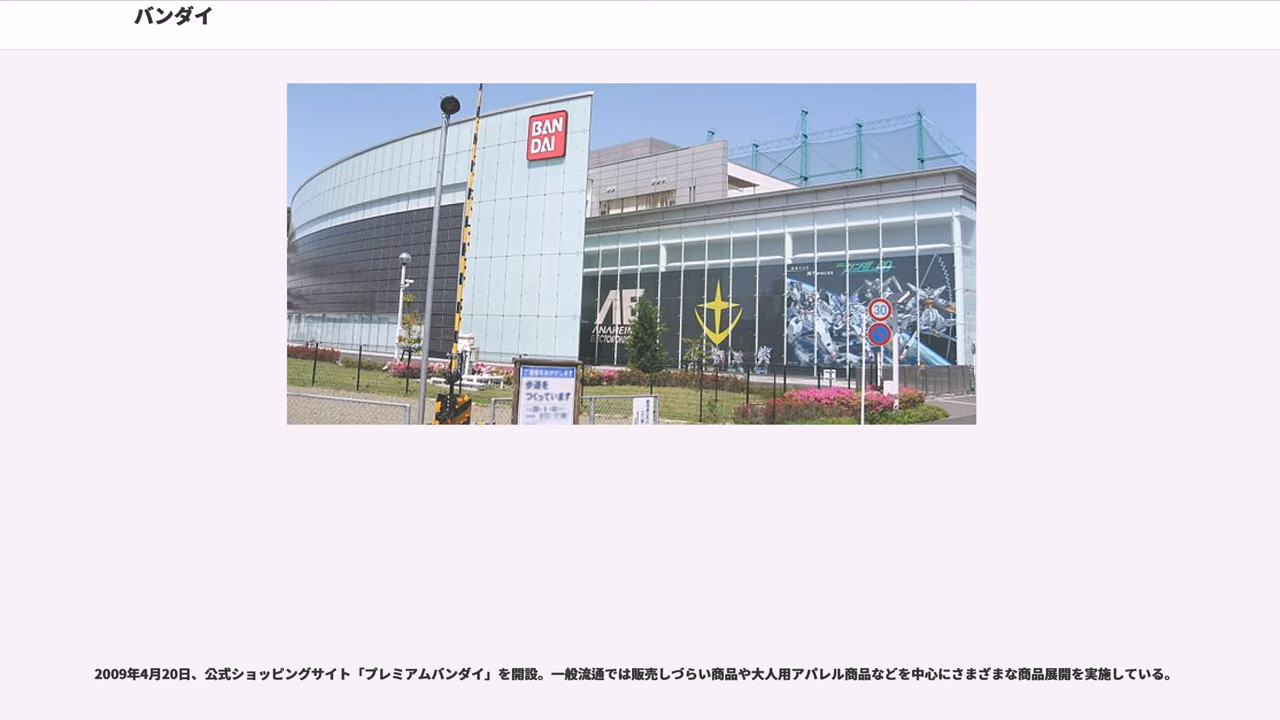 バンダイ
BAN
DAI
AE
ANAHEIM
30
歩道を
つくっています
2009年4月20日、公式ショッピングサイト「プレミアムバンダイ」を開設。一般流通では販売しづらい商品や大人用アパレル商品などを中心にさまざまな商品展開を実施している。